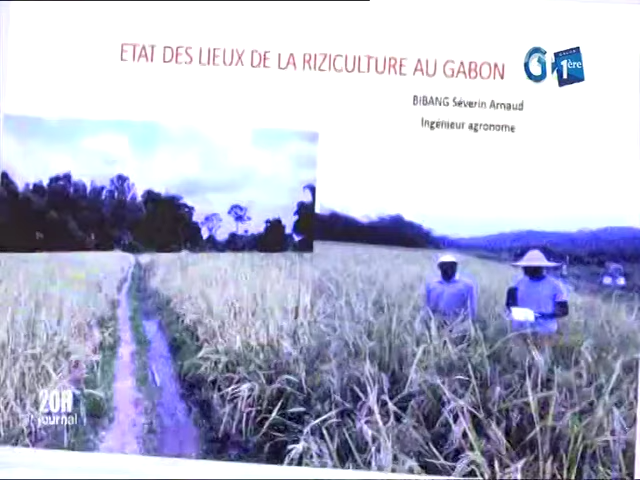 ETAT DES LIEUX DE LA RIZICULTURE AU GABON
G 1ère
BIBANG Séverin Arnaud
Ingénieur agronome
20H
journal